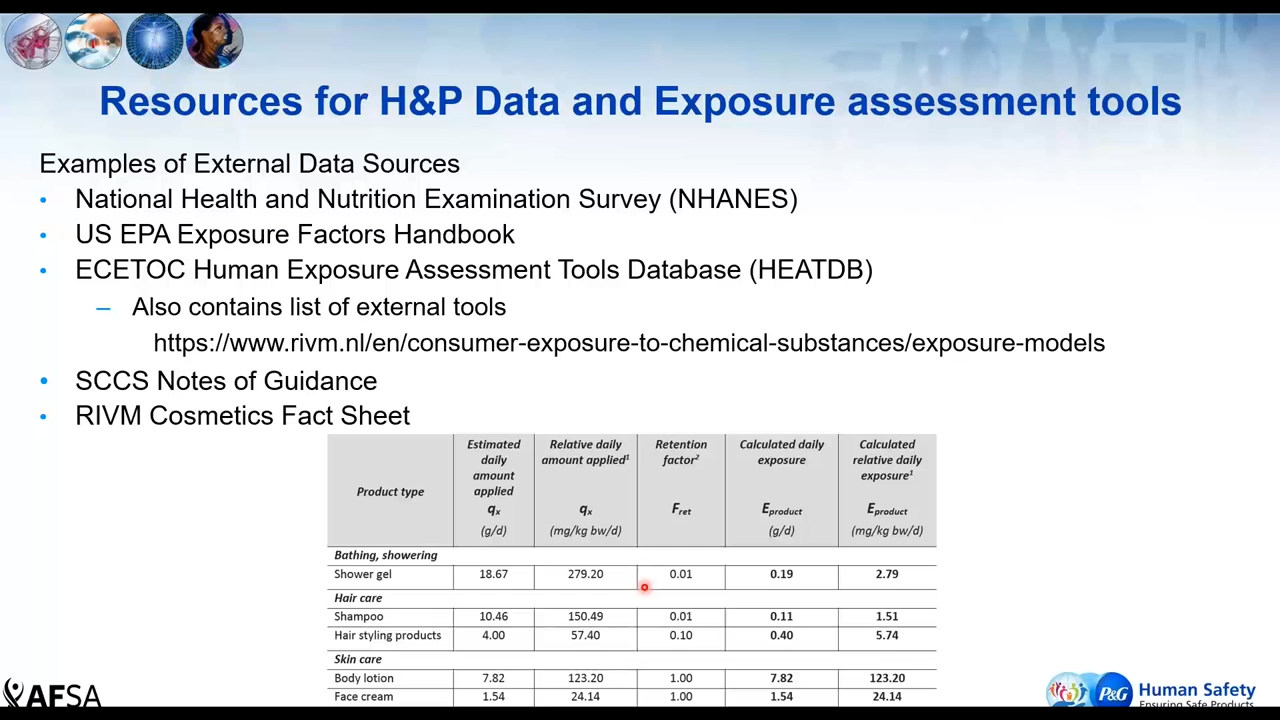 Resources for H&P Data and Exposure assessment tools
Examples of External Data Sources
• National Health and Nutrition Examination Survey (NHANES)
• US EPA Exposure Factors Handbook
• ECETOC Human Exposure Assessment Tools Database (HEATDB)
– Also contains list of external tools
https://www.rivm.nl/en/consumer-exposure-to-chemical-substances/exposure-models
• SCCS Notes of Guidance
• RIVM Cosmetics Fact Sheet
Product type | Estimated daily amount applied qx (g/d) | Relative daily amount applied¹ qx (mg/kg bw/d) | Retention factor² Fret | Calculated daily exposure Eproduct (g/d) | Calculated relative daily exposure¹ Eproduct (mg/kg bw/d)
Bathing, showering
Shower gel 18.67 279.20 0.01 0.19 2.79
Hair care
Shampoo 10.46 150.49 0.01 0.11 1.51
Hair styling products 4.00 57.40 0.10 0.40 5.74
Skin care
Body lotion 7.82 123.20 1.00 7.82 123.20
Face cream 1.54 24.14 1.00 1.54 24.14
AFSA
P&G Human Safety
Ensuring Safe Products